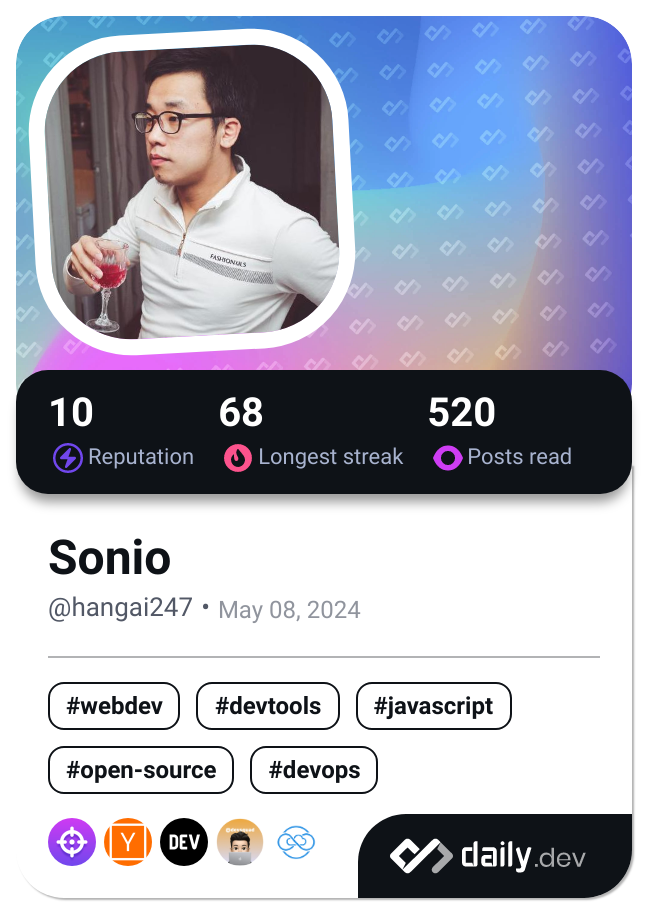 FASHIONULS
10 68 520
Reputation Longest streak Posts read
Sonio
@hangai247 • May 08, 2024
#webdev #devtools #javascript
#open-source #devops
Y DEV
daily.dev